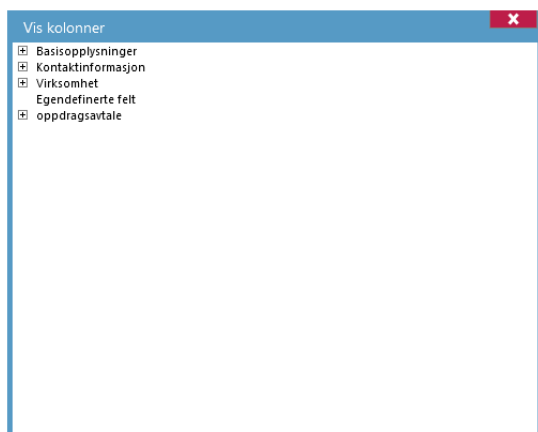 Vis kolonner
Basisopplysninger
Kontaktinformasjon
Virksomhet
Egendefinerte felt
oppdragsavtale